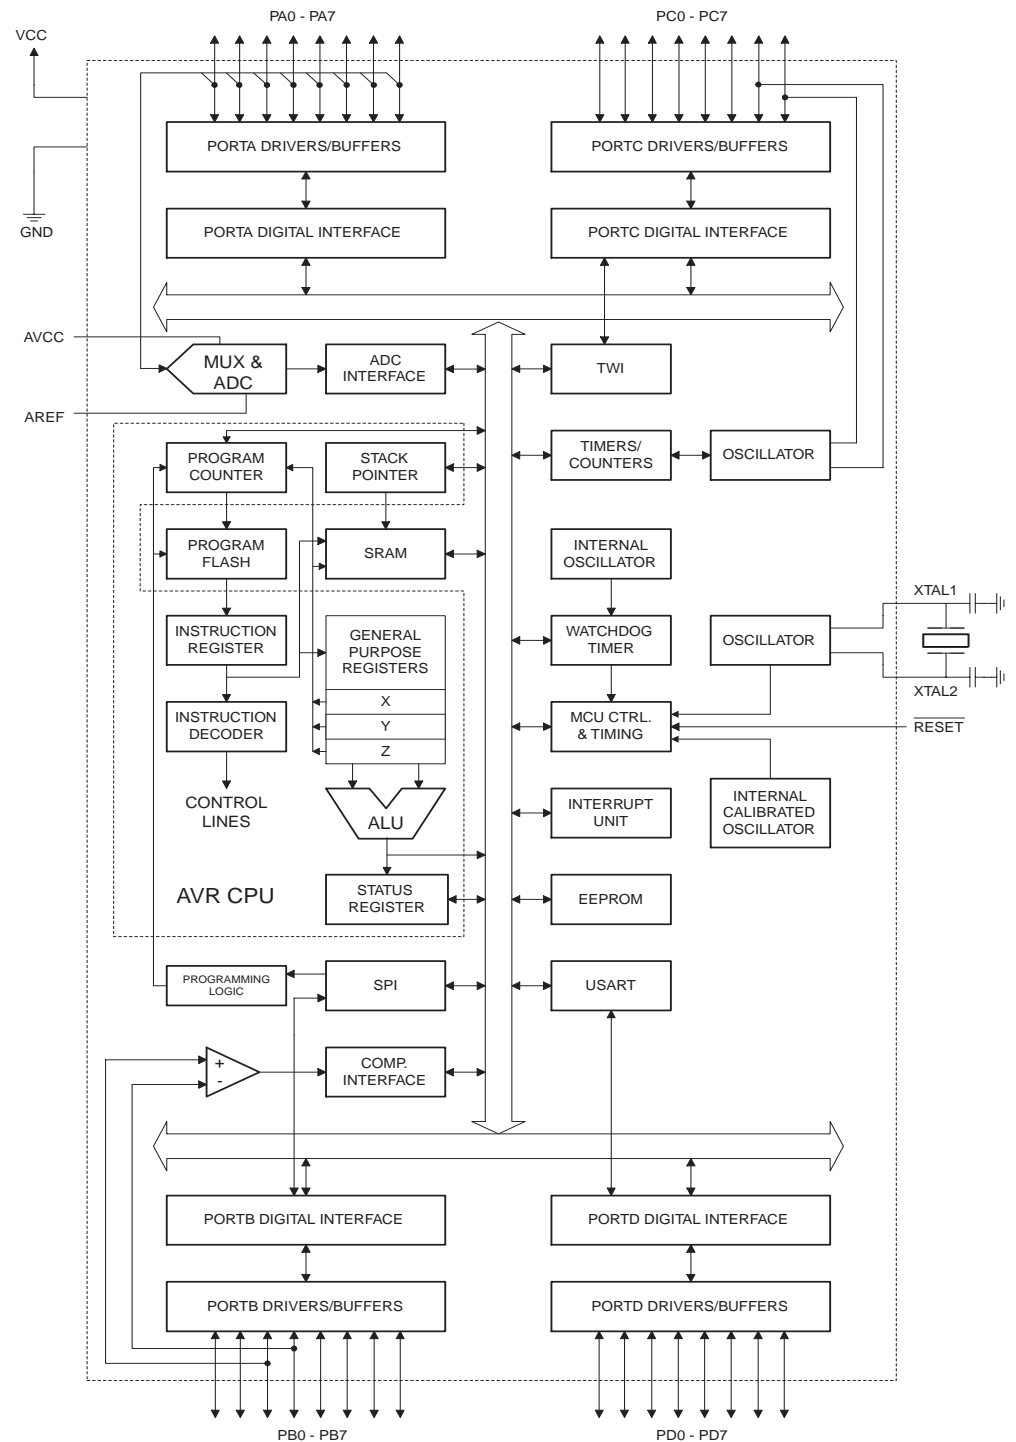 PA0 - PA7
PC0 - PC7
VCC
PORTA DRIVERS/BUFFERS
PORTC DRIVERS/BUFFERS
GND
PORTA DIGITAL INTERFACE
PORTC DIGITAL INTERFACE
AVCC
MUX &
ADC
ADC
INTERFACE
TWI
AREF
PROGRAM
COUNTER
STACK
POINTER
TIMERS/
COUNTERS
OSCILLATOR
PROGRAM
FLASH
SRAM
INTERNAL
OSCILLATOR
XTAL1
INSTRUCTION
REGISTER
GENERAL
PURPOSE
REGISTERS
WATCHDOG
TIMER
OSCILLATOR
XTAL2
X
INSTRUCTION
DECODER
Y
MCU CTRL.
& TIMING
RESET
Z
CONTROL
LINES
ALU
INTERRUPT
UNIT
INTERNAL
CALIBRATED
OSCILLATOR
AVR CPU
STATUS
REGISTER
EEPROM
PROGRAMMING
LOGIC
SPI
USART
+
-
COMP.
INTERFACE
PORTB DIGITAL INTERFACE
PORTD DIGITAL INTERFACE
PORTB DRIVERS/BUFFERS
PORTD DRIVERS/BUFFERS
PB0 - PB7
PD0 - PD7